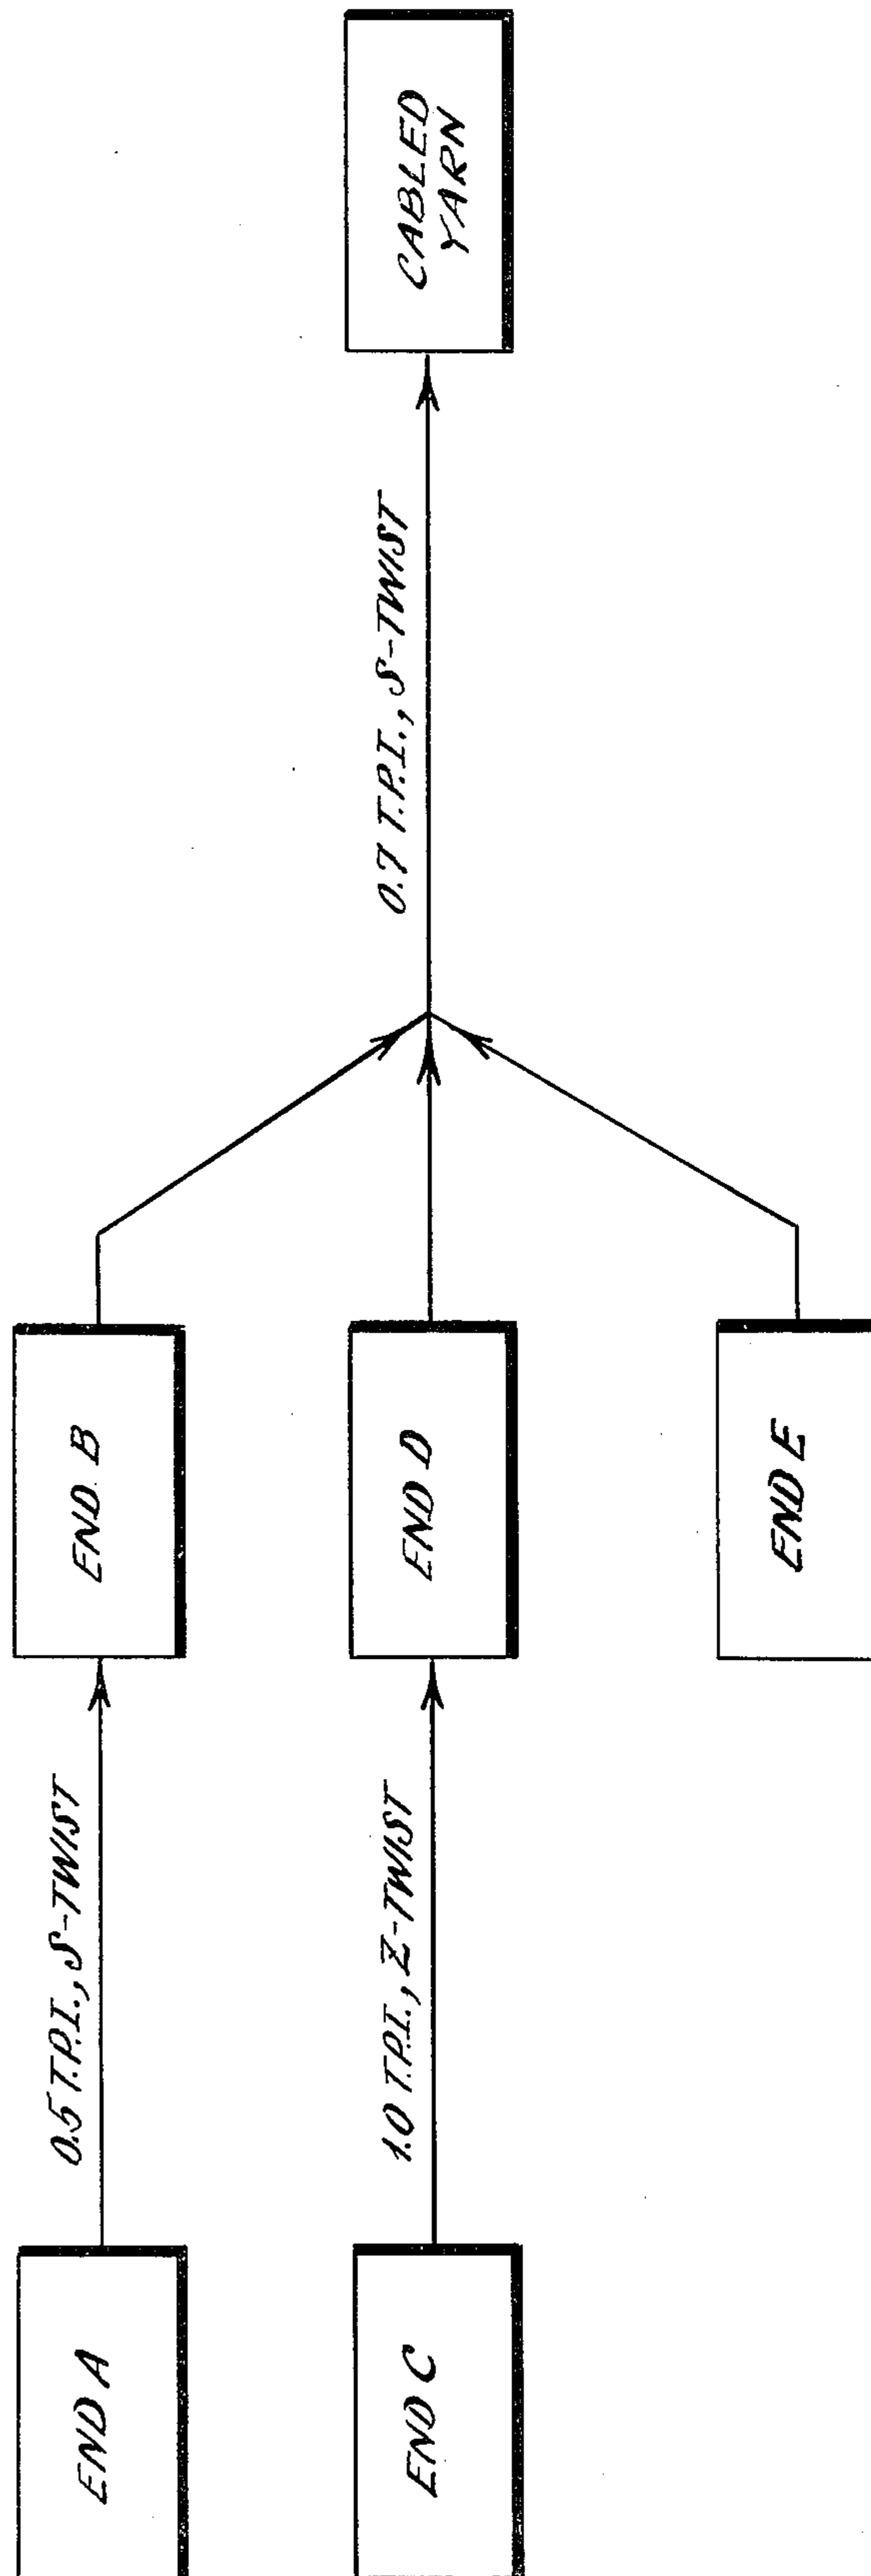 END A
0.5 T.P.I., S-TWIST
END B
END C
1.0 T.P.I., Z-TWIST
END D
END E
0.7 T.P.I., S-TWIST
CABLED
YARN